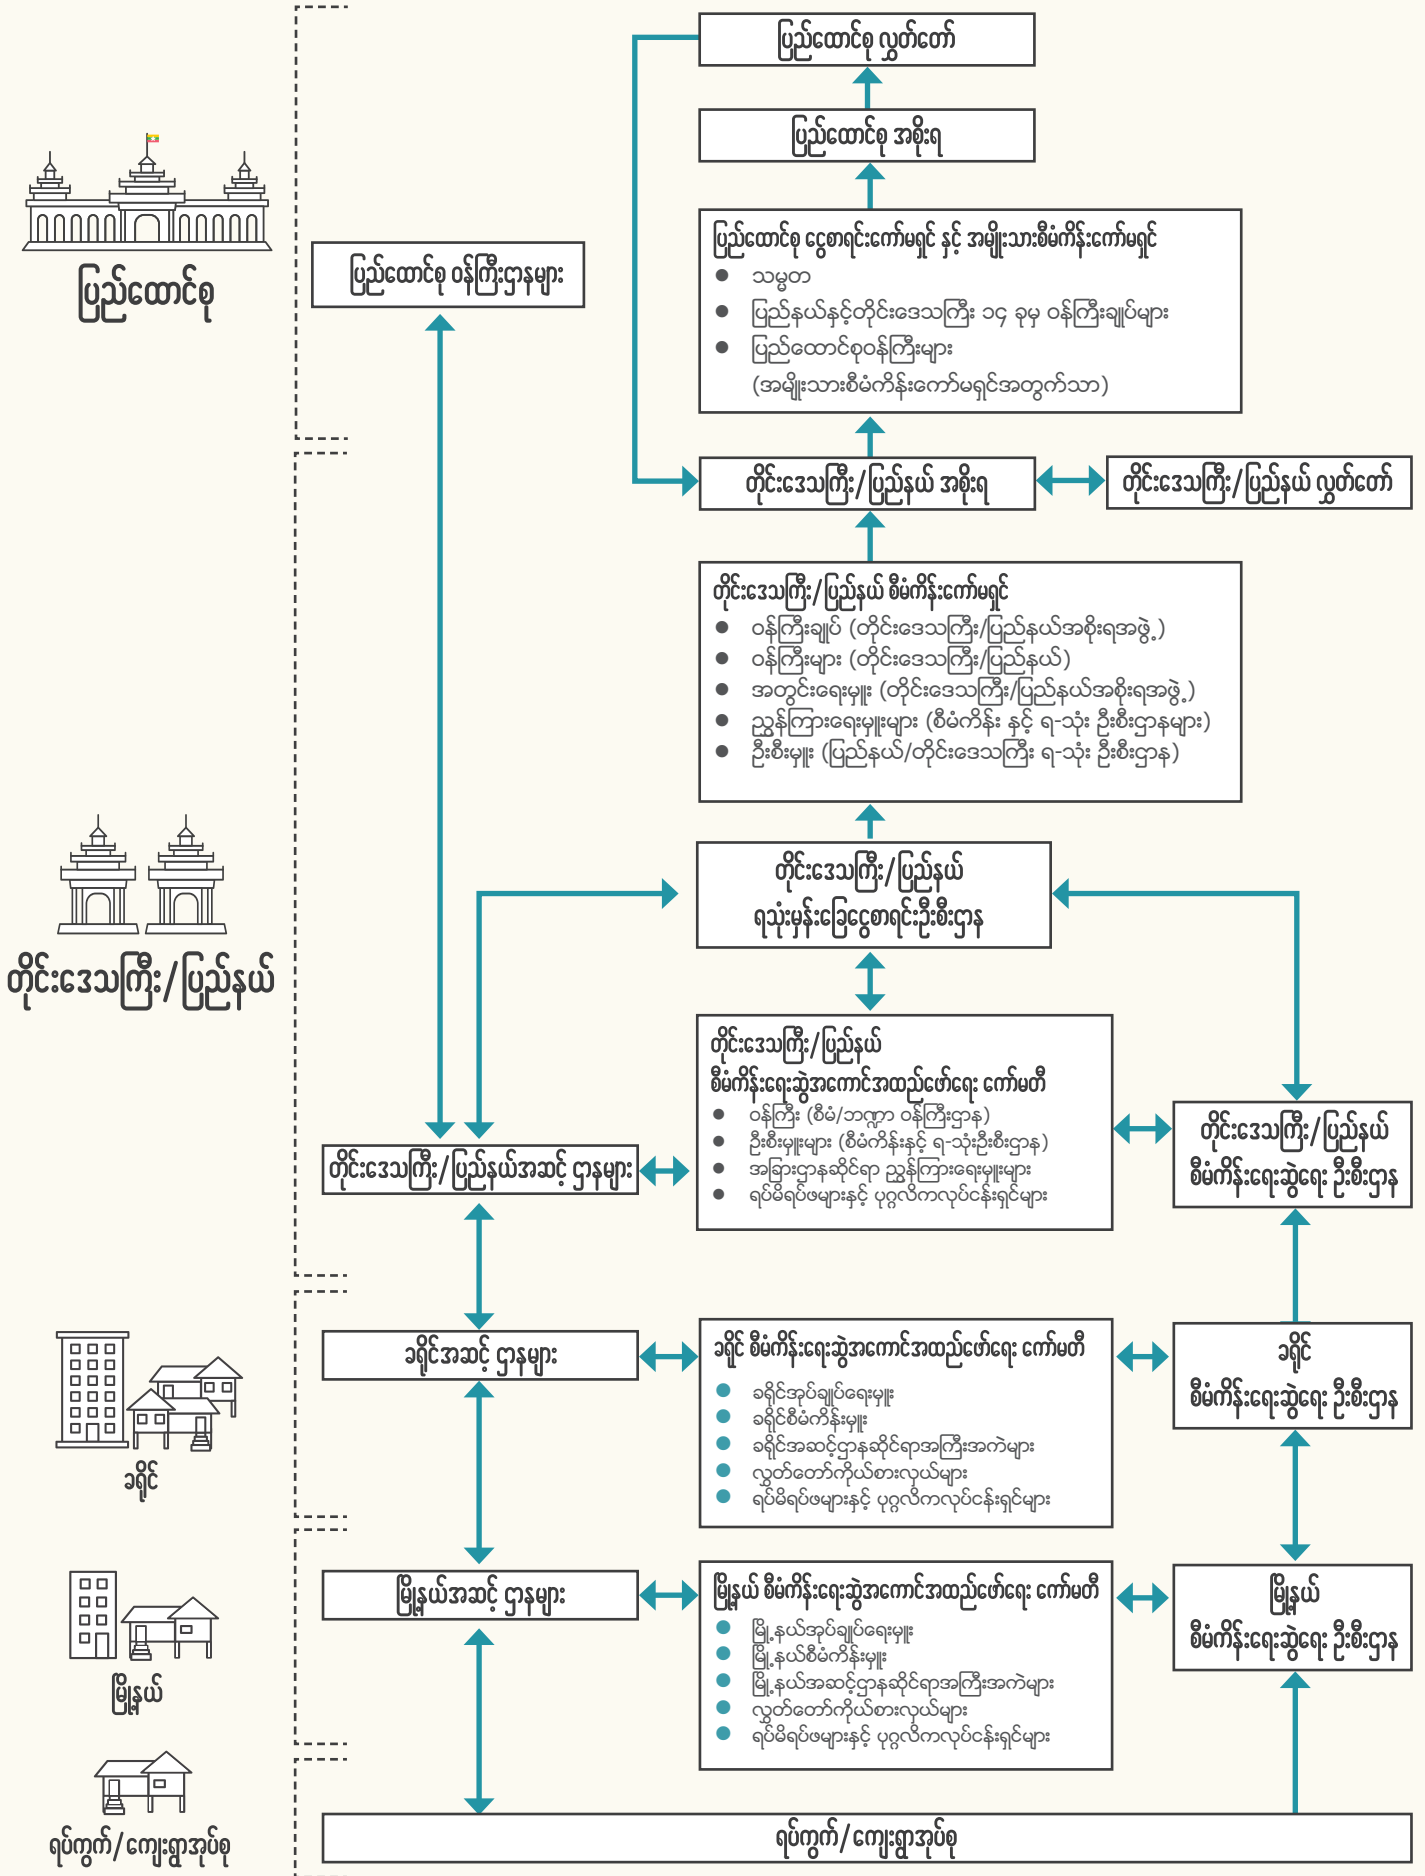 ပြည်ထောင်စု လွှတ်တော်
ပြည်ထောင်စု အစိုးရ
ပြည်ထောင်စု
ပြည်ထောင်စု ဝန်ကြီးဌာနများ
ပြည်ထောင်စု ငွေစာရင်းကော်မရှင် နှင့် အမျိုးသားစီမံကိန်းကော်မရှင်
သမ္မတ
ပြည်နယ်နှင့်တိုင်းဒေသကြီး ၁၄ ခုမှ ဝန်ကြီးချုပ်များ
ပြည်ထောင်စုဝန်ကြီးများ
(အမျိုးသားစီမံကိန်းကော်မရှင်အတွက်သာ)
တိုင်းဒေသကြီး/ပြည်နယ် အစိုးရ
တိုင်းဒေသကြီး/ပြည်နယ် လွှတ်တော်
တိုင်းဒေသကြီး/ပြည်နယ် စီမံကိန်းကော်မရှင်
ဝန်ကြီးချုပ် (တိုင်းဒေသကြီး/ပြည်နယ်အစိုးရအဖွဲ့)
ဝန်ကြီးများ (တိုင်းဒေသကြီး/ပြည်နယ်)
အတွင်းရေးမှူး (တိုင်းဒေသကြီး/ပြည်နယ်အစိုးရအဖွဲ့)
ညွှန်ကြားရေးမှူးများ (စီမံကိန်း နှင့် ရ-သုံး ဦးစီးဌာနများ)
ဦးစီးမှူး (ပြည်နယ်/တိုင်းဒေသကြီး ရ-သုံး ဦးစီးဌာန)
တိုင်းဒေသကြီး/ပြည်နယ်
တိုင်းဒေသကြီး/ပြည်နယ်
ရသုံးမှန်းခြေငွေစာရင်းဦးစီးဌာန
တိုင်းဒေသကြီး/ပြည်နယ်
စီမံကိန်းရေးဆွဲအကောင်အထည်ဖော်ရေး ကော်မတီ
ဝန်ကြီး (စီမံ/ဘဏ္ဍာ ဝန်ကြီးဌာန)
ဦးစီးမှူးများ (စီမံကိန်းနှင့် ရ-သုံးဦးစီးဌာန)
အခြားဌာနဆိုင်ရာ ညွှန်ကြားရေးမှူးများ
ရပ်မိရပ်ဖများနှင့် ပုဂ္ဂလိကလုပ်ငန်းရှင်များ
တိုင်းဒေသကြီး/ပြည်နယ်အဆင့် ဌာနများ
တိုင်းဒေသကြီး/ပြည်နယ်
စီမံကိန်းရေးဆွဲရေး ဦးစီးဌာန
ခရိုင်
ခရိုင်အဆင့် ဌာနများ
ခရိုင် စီမံကိန်းရေးဆွဲအကောင်အထည်ဖော်ရေး ကော်မတီ
ခရိုင်အုပ်ချုပ်ရေးမှူး
ခရိုင်စီမံကိန်းမှူး
ခရိုင်အဆင့်ဌာနဆိုင်ရာအကြီးအကဲများ
လွှတ်တော်ကိုယ်စားလှယ်များ
ရပ်မိရပ်ဖများနှင့် ပုဂ္ဂလိကလုပ်ငန်းရှင်များ
ခရိုင်
စီမံကိန်းရေးဆွဲရေး ဦးစီးဌာန
မြို့နယ်
မြို့နယ်အဆင့် ဌာနများ
မြို့နယ် စီမံကိန်းရေးဆွဲအကောင်အထည်ဖော်ရေး ကော်မတီ
မြို့နယ်အုပ်ချုပ်ရေးမှူး
မြို့နယ်စီမံကိန်းမှူး
မြို့နယ်အဆင့်ဌာနဆိုင်ရာအကြီးအကဲများ
လွှတ်တော်ကိုယ်စားလှယ်များ
ရပ်မိရပ်ဖများနှင့် ပုဂ္ဂလိကလုပ်ငန်းရှင်များ
မြို့နယ်
စီမံကိန်းရေးဆွဲရေး ဦးစီးဌာန
ရပ်ကွက်/ကျေးရွာအုပ်စု
ရပ်ကွက်/ကျေးရွာအုပ်စု